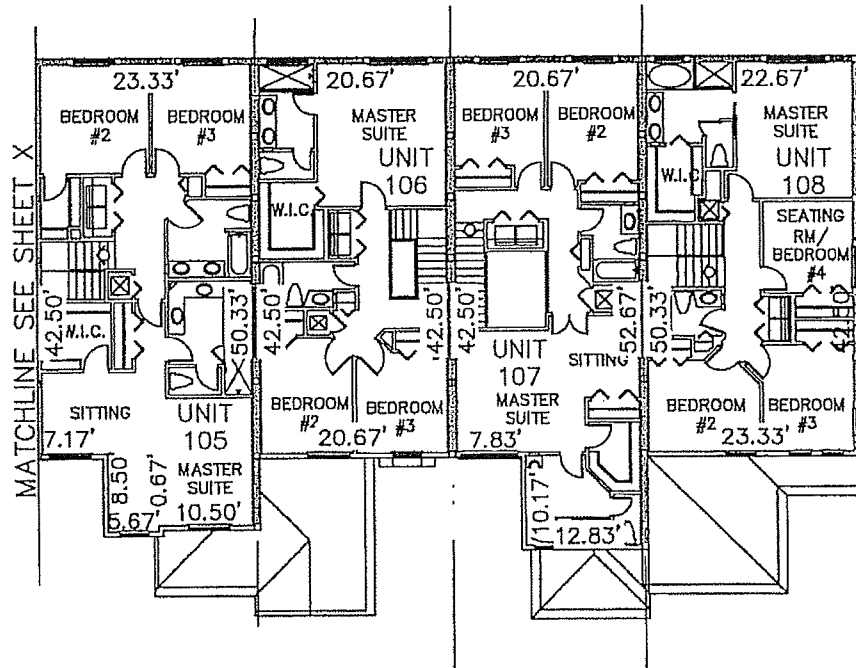 MATCHLINE SEE SHEET X
23.33'
BEDROOM
#2
BEDROOM
#3
W.I.C.
42.50'
50.33'
SITTING
UNIT
105
7.17'
8.50
0.67'
MASTER
SUITE
5.67'
10.50'
20.67'
MASTER
SUITE
UNIT
106
W.I.C.
42.50'
42.50'
BEDROOM
#2
BEDROOM
#3
20.67'
20.67'
BEDROOM
#3
BEDROOM
#2
42.50'
52.67'
UNIT
107
SITTING
MASTER
SUITE
7.83'
10.17'
12.83'
22.67'
MASTER
SUITE
UNIT
108
W.I.C.
SEATING
RM/
BEDROOM
#4
50.33'
BEDROOM
#2
BEDROOM
#3
23.33'